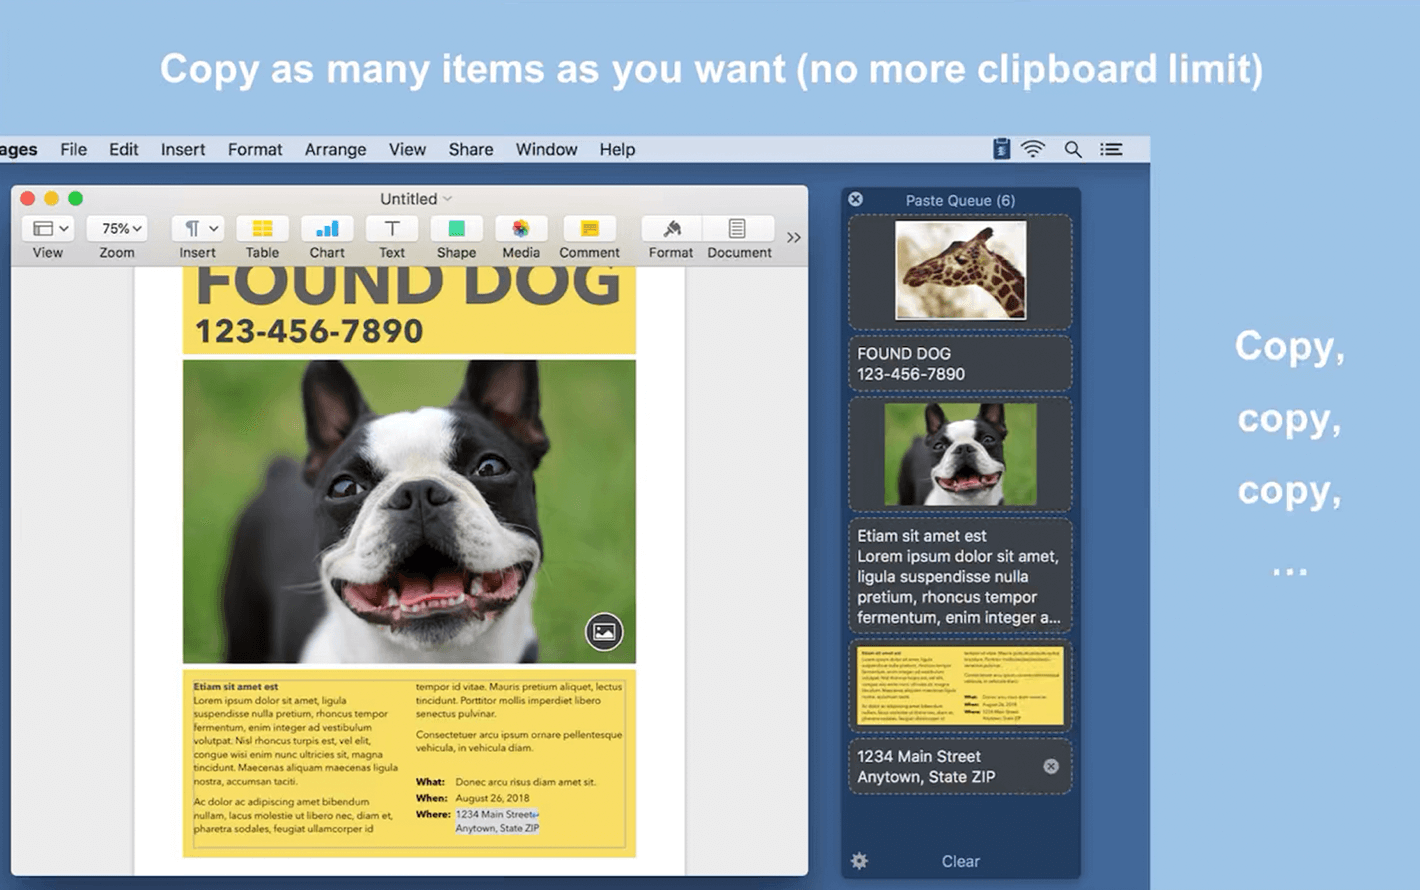 Copy as many items as you want (no more clipboard limit)
ages File Edit Insert Format Arrange View Share Window Help
Untitled
75%
View Zoom Insert Table Chart Text Shape Media Comment Format Document
FOUND DOG
123-456-7890
Etiam sit amet est
Lorem ipsum dolor sit amet, ligula
suspendisse nulla pretium, rhoncus tempor
fermentum, enim integer ad vestibulum
volutpat. Nisl rhoncus turpis est, vel elit,
congue wisi enim nunc ultricies sit, magna
tincidunt. Maecenas aliquam maecenas ligula
nostra, accumsan taciti.
Ac dolor ac adipiscing amet bibendum
nullam, lacus molestie ut libero nec, diam et,
pharetra sodales, feugiat ullamcorper id
tempor id vitae. Mauris pretium aliquet, lectus
tincidunt. Porttitor mollis imperdiet libero
senectus pulvinar.
Consectetuer arcu ipsum ornare pellentesque
vehicula, in vehicula diam.
What: Donec arcu risus diam amet sit.
When: August 26, 2018
Where: 1234 Main Street
Anytown, State ZIP
Paste Queue (6)
FOUND DOG
123-456-7890
Etiam sit amet est
Lorem ipsum dolor sit amet,
ligula suspendisse nulla
pretium, rhoncus tempor
fermentum, enim integer a...
1234 Main Street
Anytown, State ZIP
Clear
Copy,
copy,
copy,
...